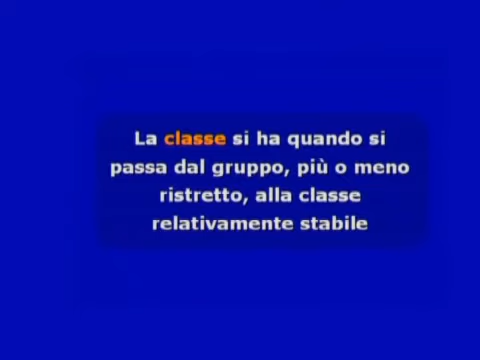 La classe si ha quando si
passa dal gruppo, più o meno
ristretto, alla classe
relativamente stabile